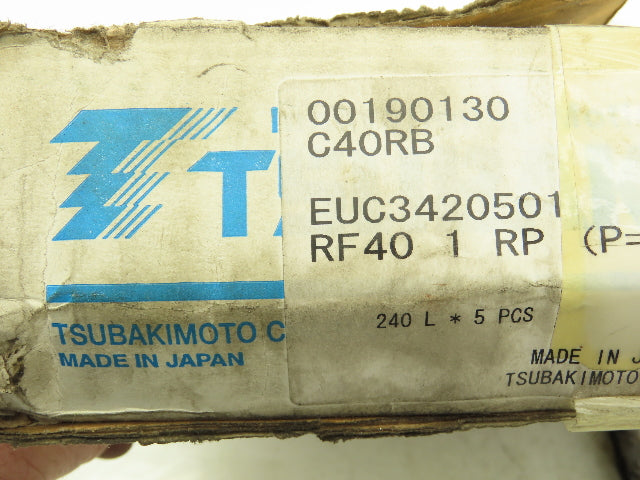 T
TSUBAKIMOTO C
MADE IN JAPAN
00190130
C40RB
EUC3420501
RF40 1 RP (P=
240 L * 5 PCS
MADE IN J
TSUBAKIMOTO